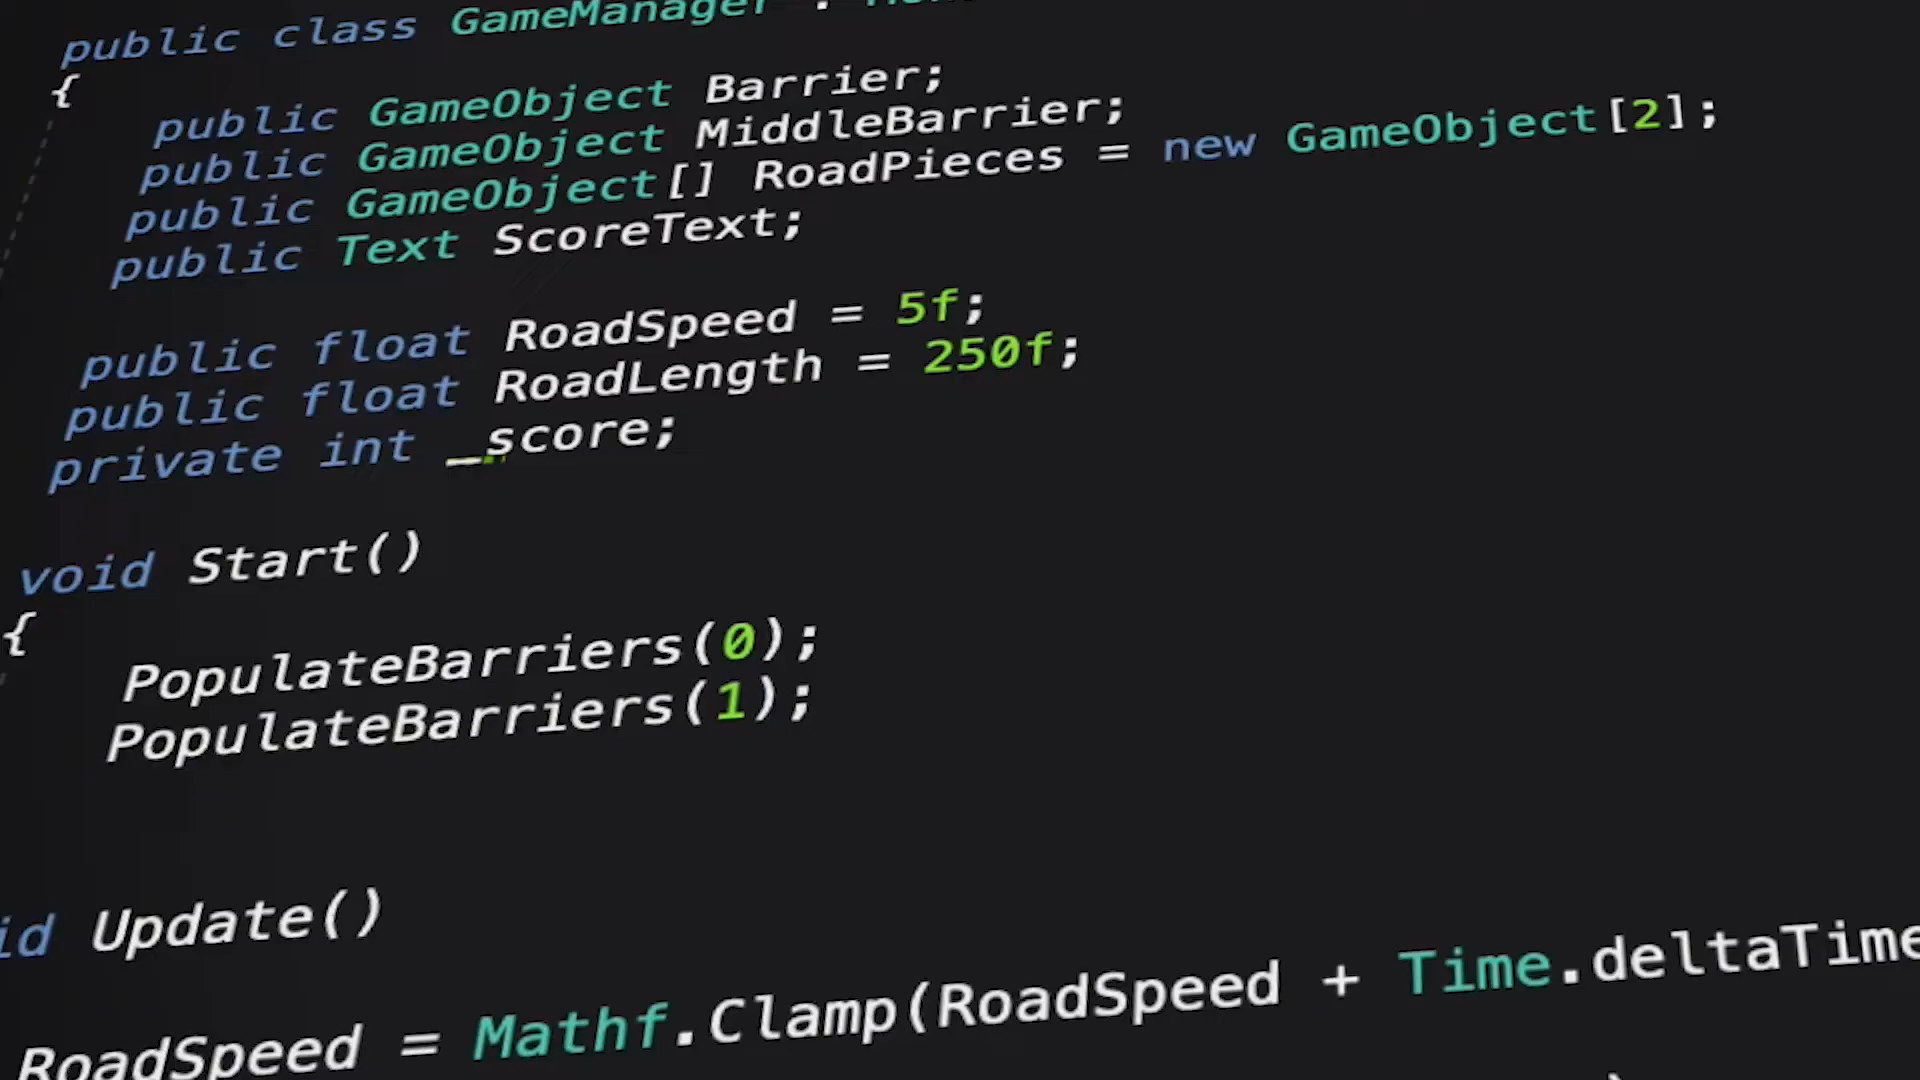 public class GameManager :
{
public GameObject Barrier;
public GameObject MiddleBarrier;
public GameObject[] RoadPieces = new GameObject[2];
public Text ScoreText;
public float RoadSpeed = 5f;
public float RoadLength = 250f;
private int _score;
void Start()
{
PopulateBarriers(0);
PopulateBarriers(1);
id Update()
RoadSpeed = Mathf.Clamp(RoadSpeed + Time.deltaTime